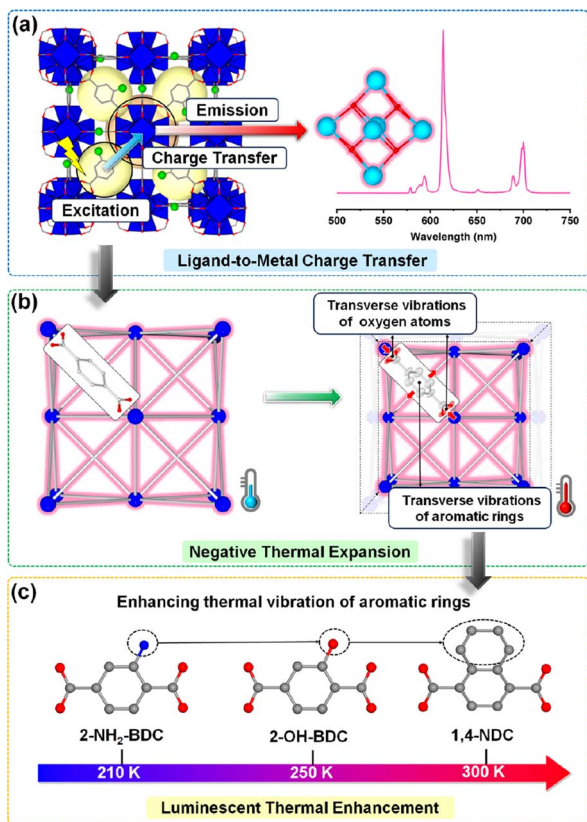 (a)
Emission
Charge Transfer
Excitation
500 550 600 650 700 750
Wavelength (nm)
Ligand-to-Metal Charge Transfer
(b)
Transverse vibrations
of oxygen atoms
Transverse vibrations
of aromatic rings
Negative Thermal Expansion
(c)
Enhancing thermal vibration of aromatic rings
2-NH₂-BDC 2-OH-BDC 1,4-NDC
210 K 250 K 300 K
Luminescent Thermal Enhancement